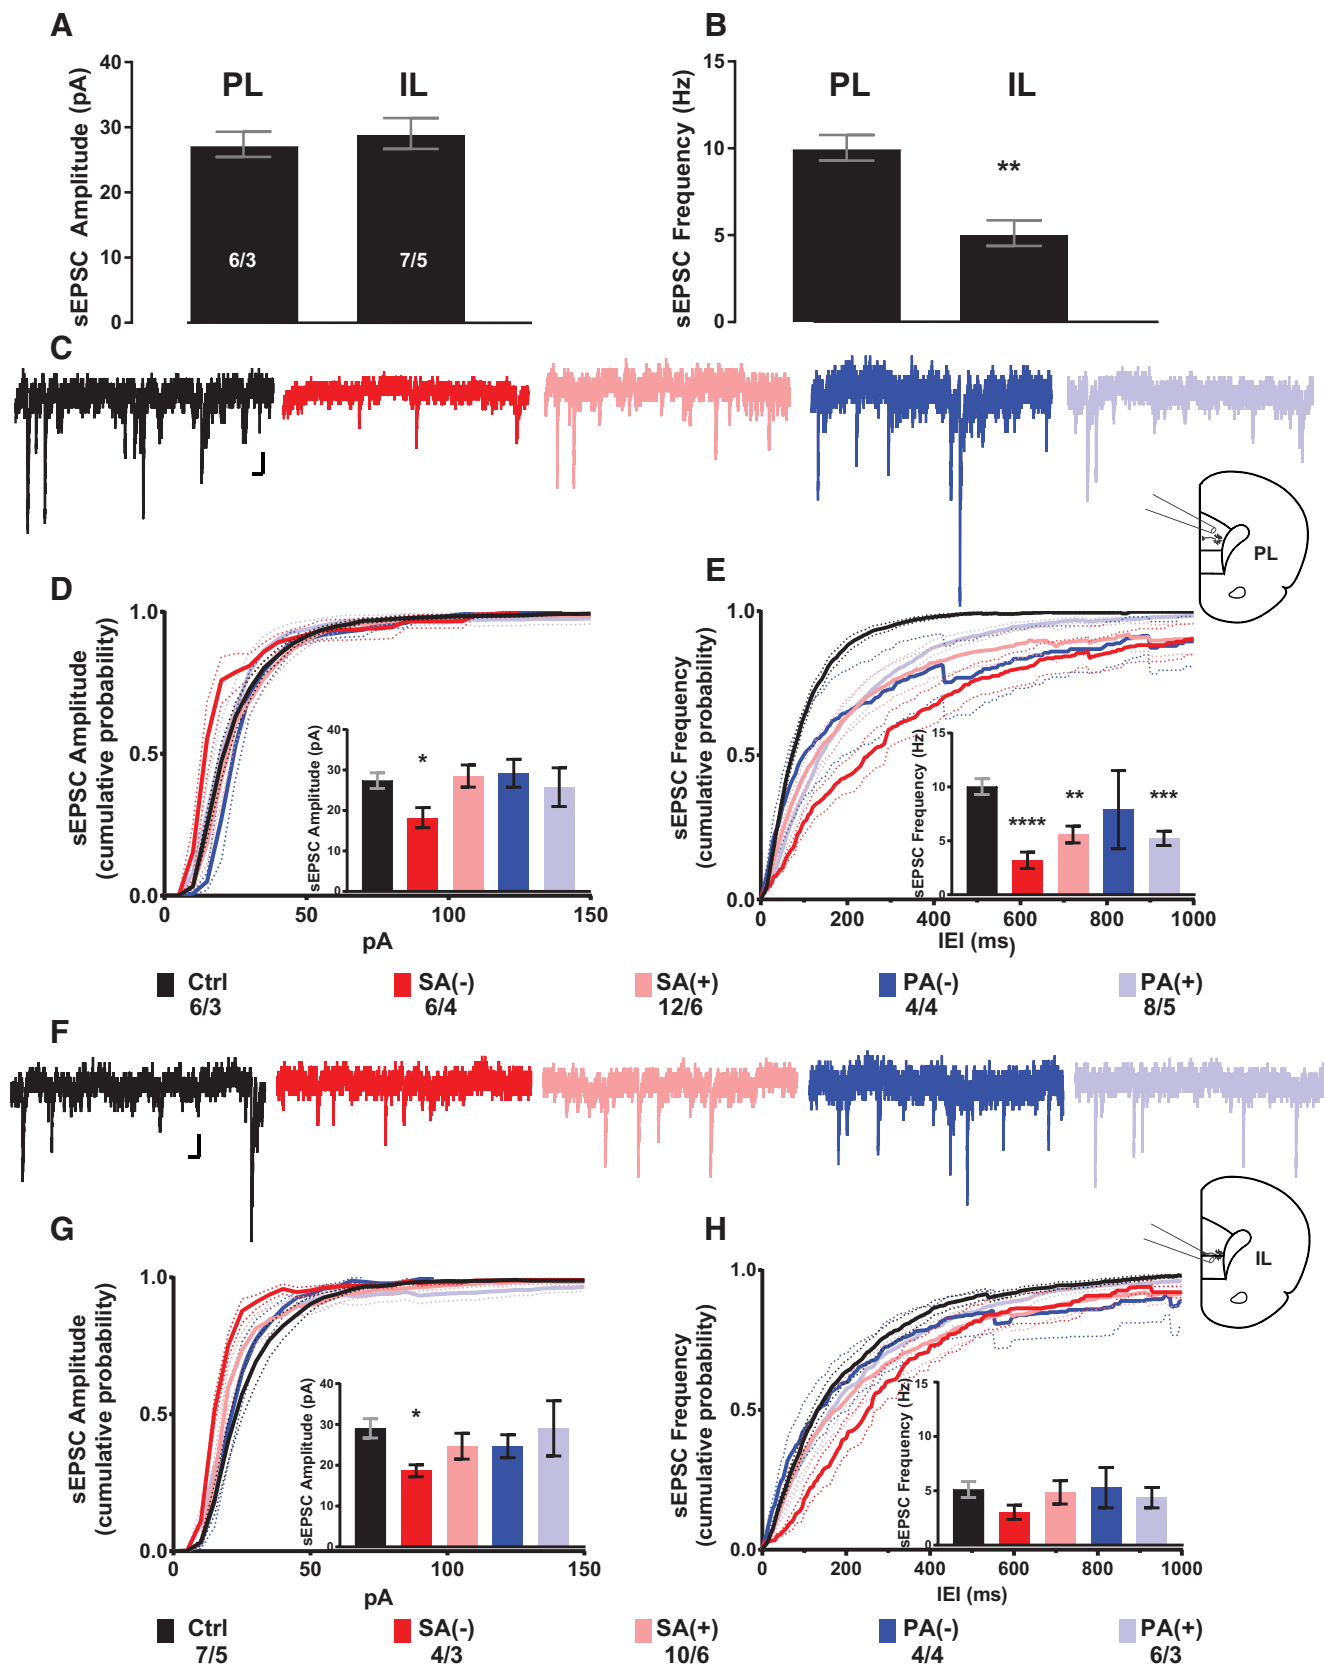 A
sEPSC Amplitude (pA)
40
30
20
10
0
PL
IL
6/3
7/5
B
sEPSC Frequency (Hz)
15
10
5
0
PL
IL
**
C
PL
D
sEPSC Amplitude
(cumulative probability)
1.0
0.5
0.0
0
50
100
150
pA
sEPSC Amplitude (pA)
40
30
20
10
0
*
E
sEPSC Frequency
(cumulative probability)
1.0
0.5
0.0
0
200
400
600
800
1000
IEI (ms)
sEPSC Frequency (Hz)
15
10
5
0
****
**
***
Ctrl
6/3
SA(-)
6/4
SA(+)
12/6
PA(-)
4/4
PA(+)
8/5
F
IL
G
sEPSC Amplitude
(cumulative probability)
1.0
0.5
0.0
0
50
100
150
pA
sEPSC Amplitude (pA)
40
30
20
10
0
*
H
sEPSC Frequency
(cumulative probability)
1.0
0.5
0.0
0
200
400
600
800
1000
IEI (ms)
sEPSC Frequency (Hz)
15
10
5
0
Ctrl
7/5
SA(-)
4/3
SA(+)
10/6
PA(-)
4/4
PA(+)
6/3